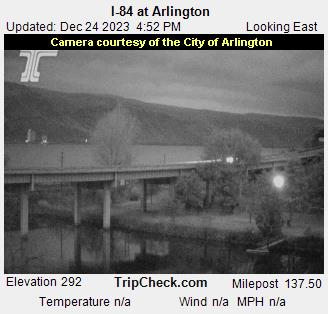 I-84 at Arlington
Updated: Dec 24 2023 4:52 PM Looking East
Camera courtesy of the City of Arlington
Elevation 292 TripCheck.com Milepost 137.50
Temperature n/a Wind n/a MPH n/a